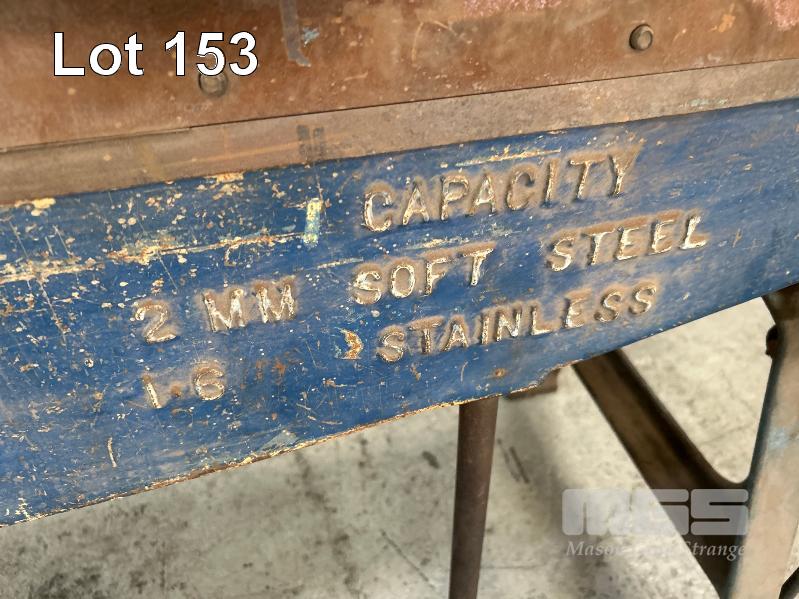 Lot 153
CAPACITY
2 MM SOFT STEEL
1.6 STAINLESS
MGS